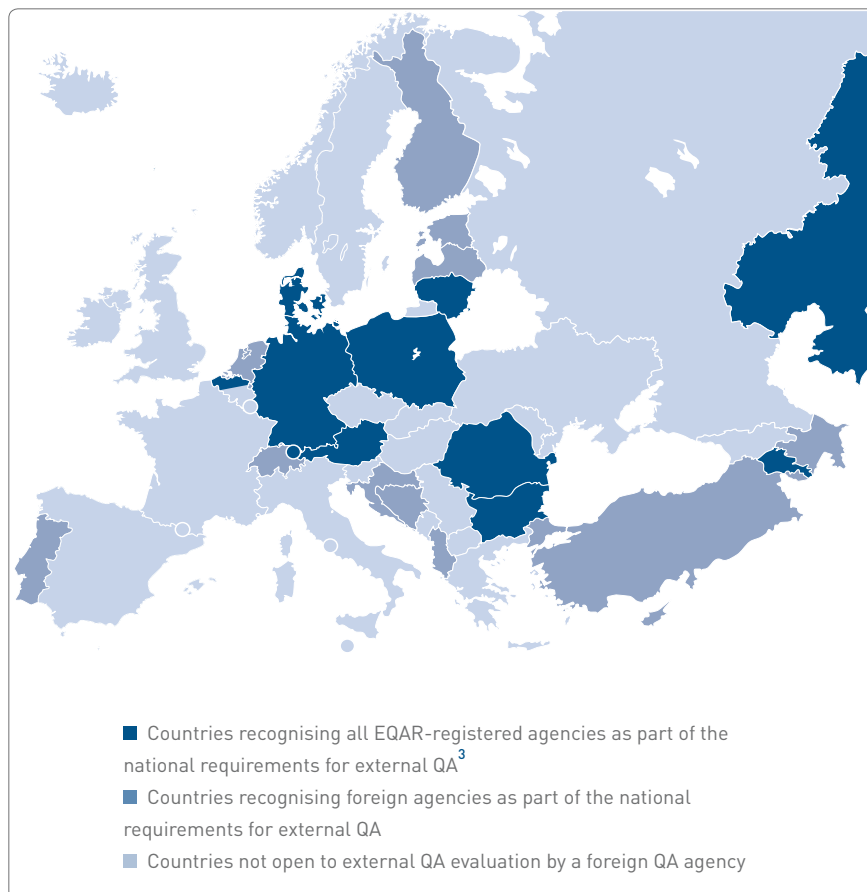 Countries recognising all EQAR-registered agencies as part of the
national requirements for external QA3
Countries recognising foreign agencies as part of the national
requirements for external QA
Countries not open to external QA evaluation by a foreign QA agency